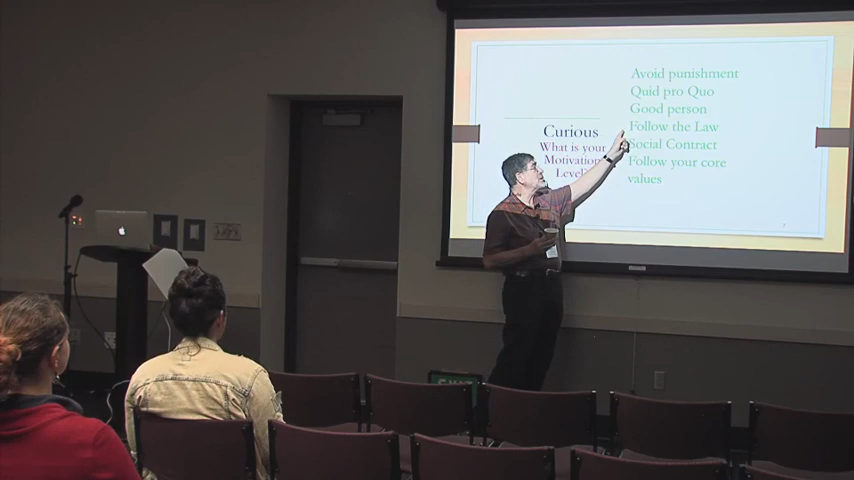 Curious
What is your
Motivation
Level?
Avoid punishment
Quid pro Quo
Good person
Follow the Law
Social Contract
Follow your core
values